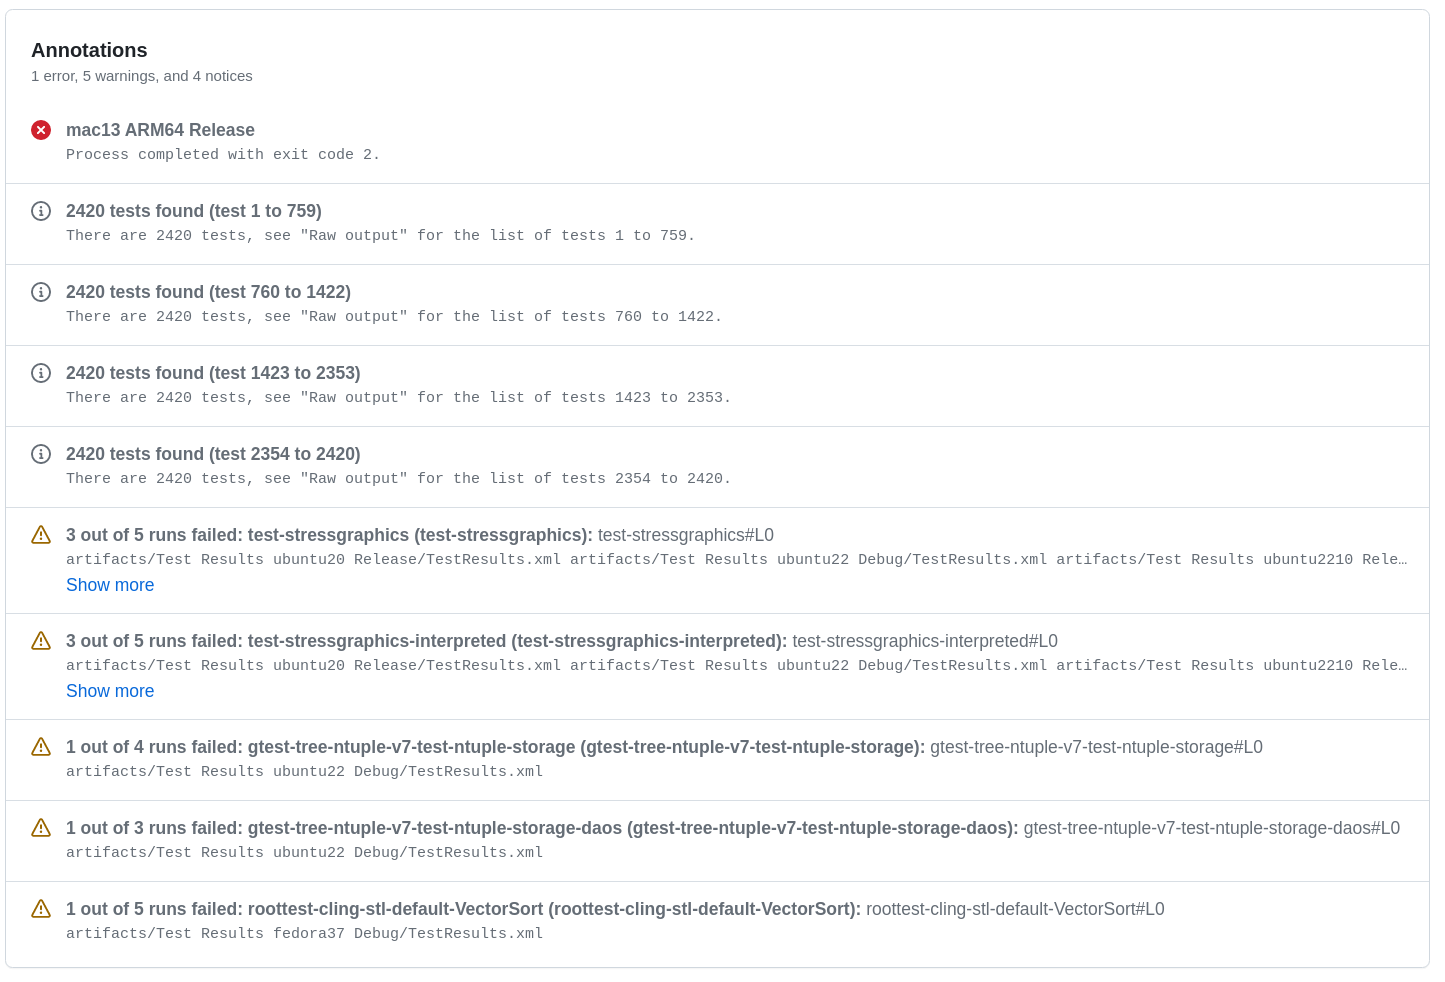 Annotations
1 error, 5 warnings, and 4 notices
mac13 ARM64 Release
Process completed with exit code 2.
2420 tests found (test 1 to 759)
There are 2420 tests, see "Raw output" for the list of tests 1 to 759.
2420 tests found (test 760 to 1422)
There are 2420 tests, see "Raw output" for the list of tests 760 to 1422.
2420 tests found (test 1423 to 2353)
There are 2420 tests, see "Raw output" for the list of tests 1423 to 2353.
2420 tests found (test 2354 to 2420)
There are 2420 tests, see "Raw output" for the list of tests 2354 to 2420.
3 out of 5 runs failed: test-stressgraphics (test-stressgraphics): test-stressgraphics#L0
artifacts/Test Results ubuntu20 Release/TestResults.xml artifacts/Test Results ubuntu22 Debug/TestResults.xml artifacts/Test Results ubuntu2210 Rele…
Show more
3 out of 5 runs failed: test-stressgraphics-interpreted (test-stressgraphics-interpreted): test-stressgraphics-interpreted#L0
artifacts/Test Results ubuntu20 Release/TestResults.xml artifacts/Test Results ubuntu22 Debug/TestResults.xml artifacts/Test Results ubuntu2210 Rele…
Show more
1 out of 4 runs failed: gtest-tree-ntuple-v7-test-ntuple-storage (gtest-tree-ntuple-v7-test-ntuple-storage): gtest-tree-ntuple-v7-test-ntuple-storage#L0
artifacts/Test Results ubuntu22 Debug/TestResults.xml
1 out of 3 runs failed: gtest-tree-ntuple-v7-test-ntuple-storage-daos (gtest-tree-ntuple-v7-test-ntuple-storage-daos): gtest-tree-ntuple-v7-test-ntuple-storage-daos#L0
artifacts/Test Results ubuntu22 Debug/TestResults.xml
1 out of 5 runs failed: roottest-cling-stl-default-VectorSort (roottest-cling-stl-default-VectorSort): roottest-cling-stl-default-VectorSort#L0
artifacts/Test Results fedora37 Debug/TestResults.xml